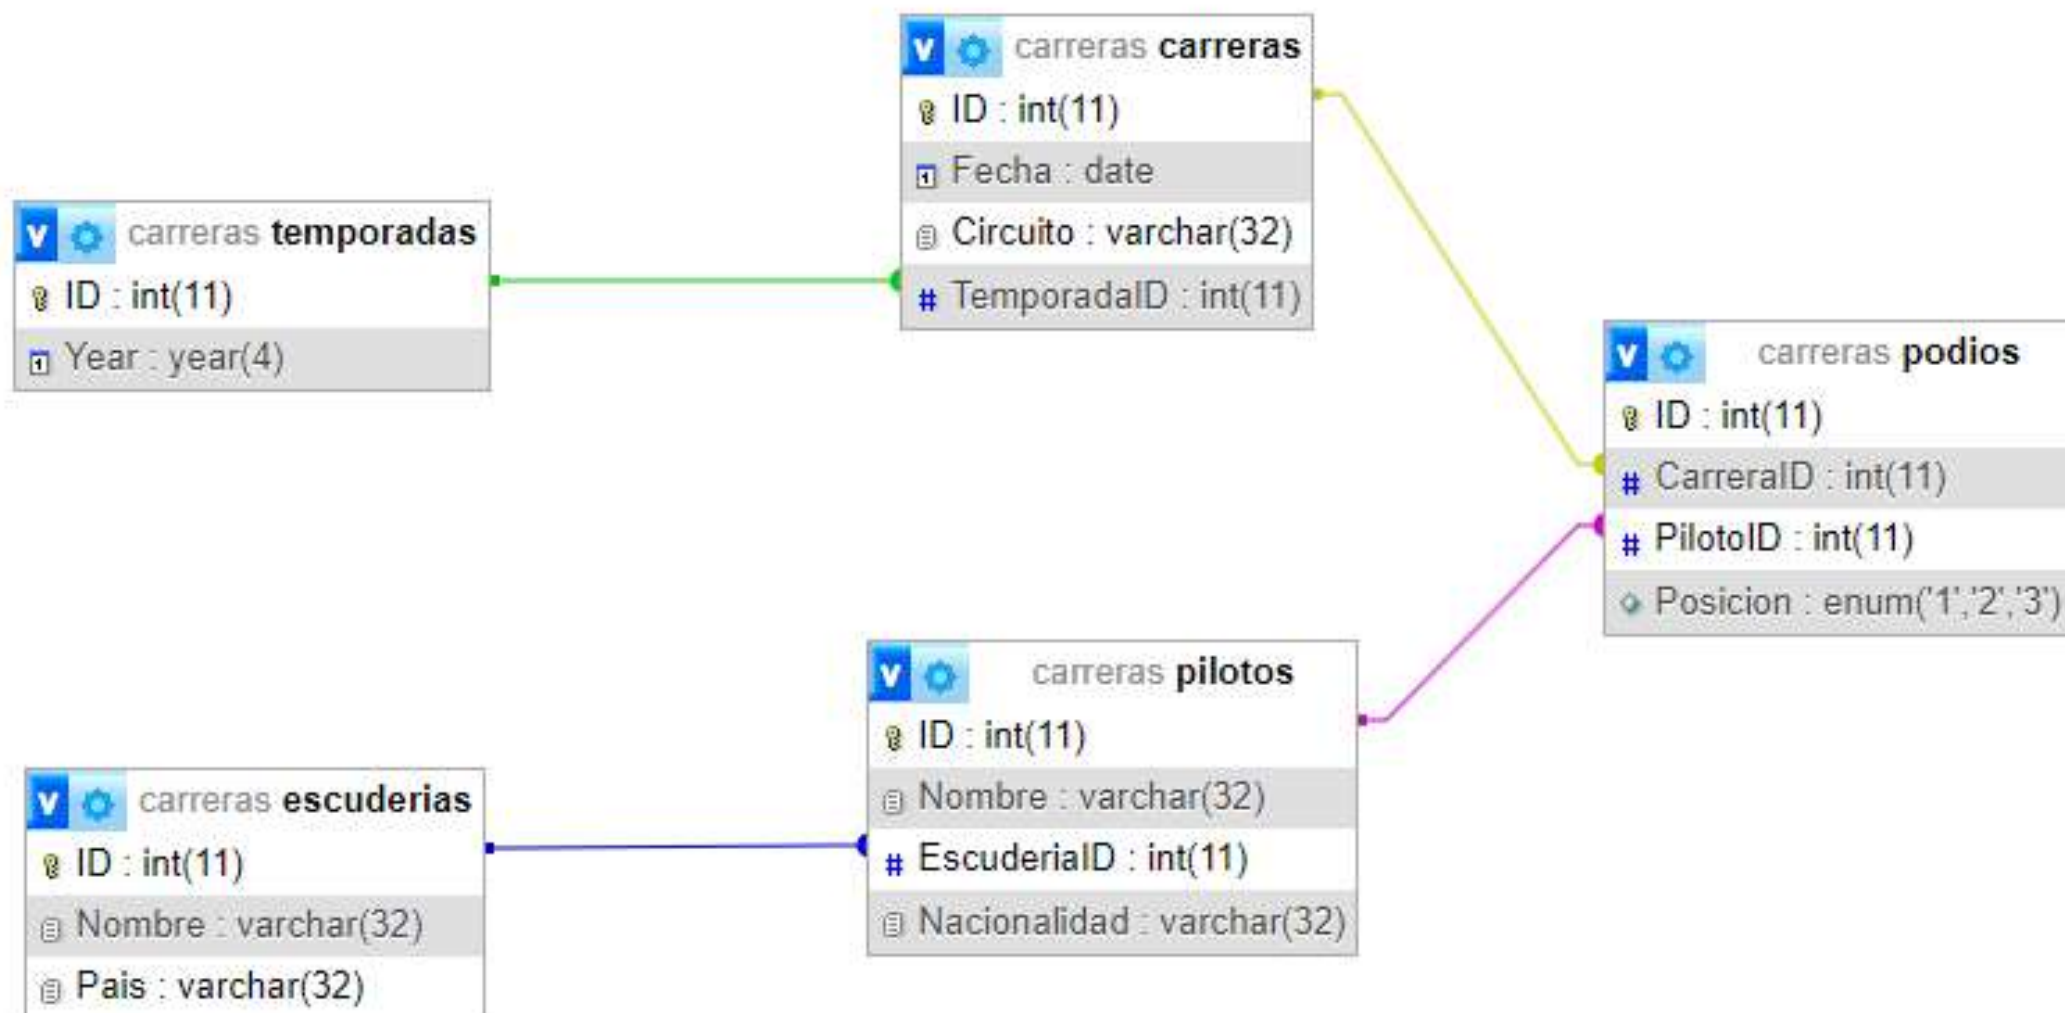 v carreras carreras
ID : int(11)
Fecha : date
Circuito : varchar(32)
# TemporadaID : int(11)
v carreras temporadas
ID : int(11)
Year : year(4)
v carreras podios
ID : int(11)
# CarreraID : int(11)
# PilotoID : int(11)
Posicion : enum('1','2','3')
v carreras pilotos
ID : int(11)
Nombre : varchar(32)
# EscuderiaID : int(11)
Nacionalidad : varchar(32)
v carreras escuderias
ID : int(11)
Nombre : varchar(32)
Pais : varchar(32)